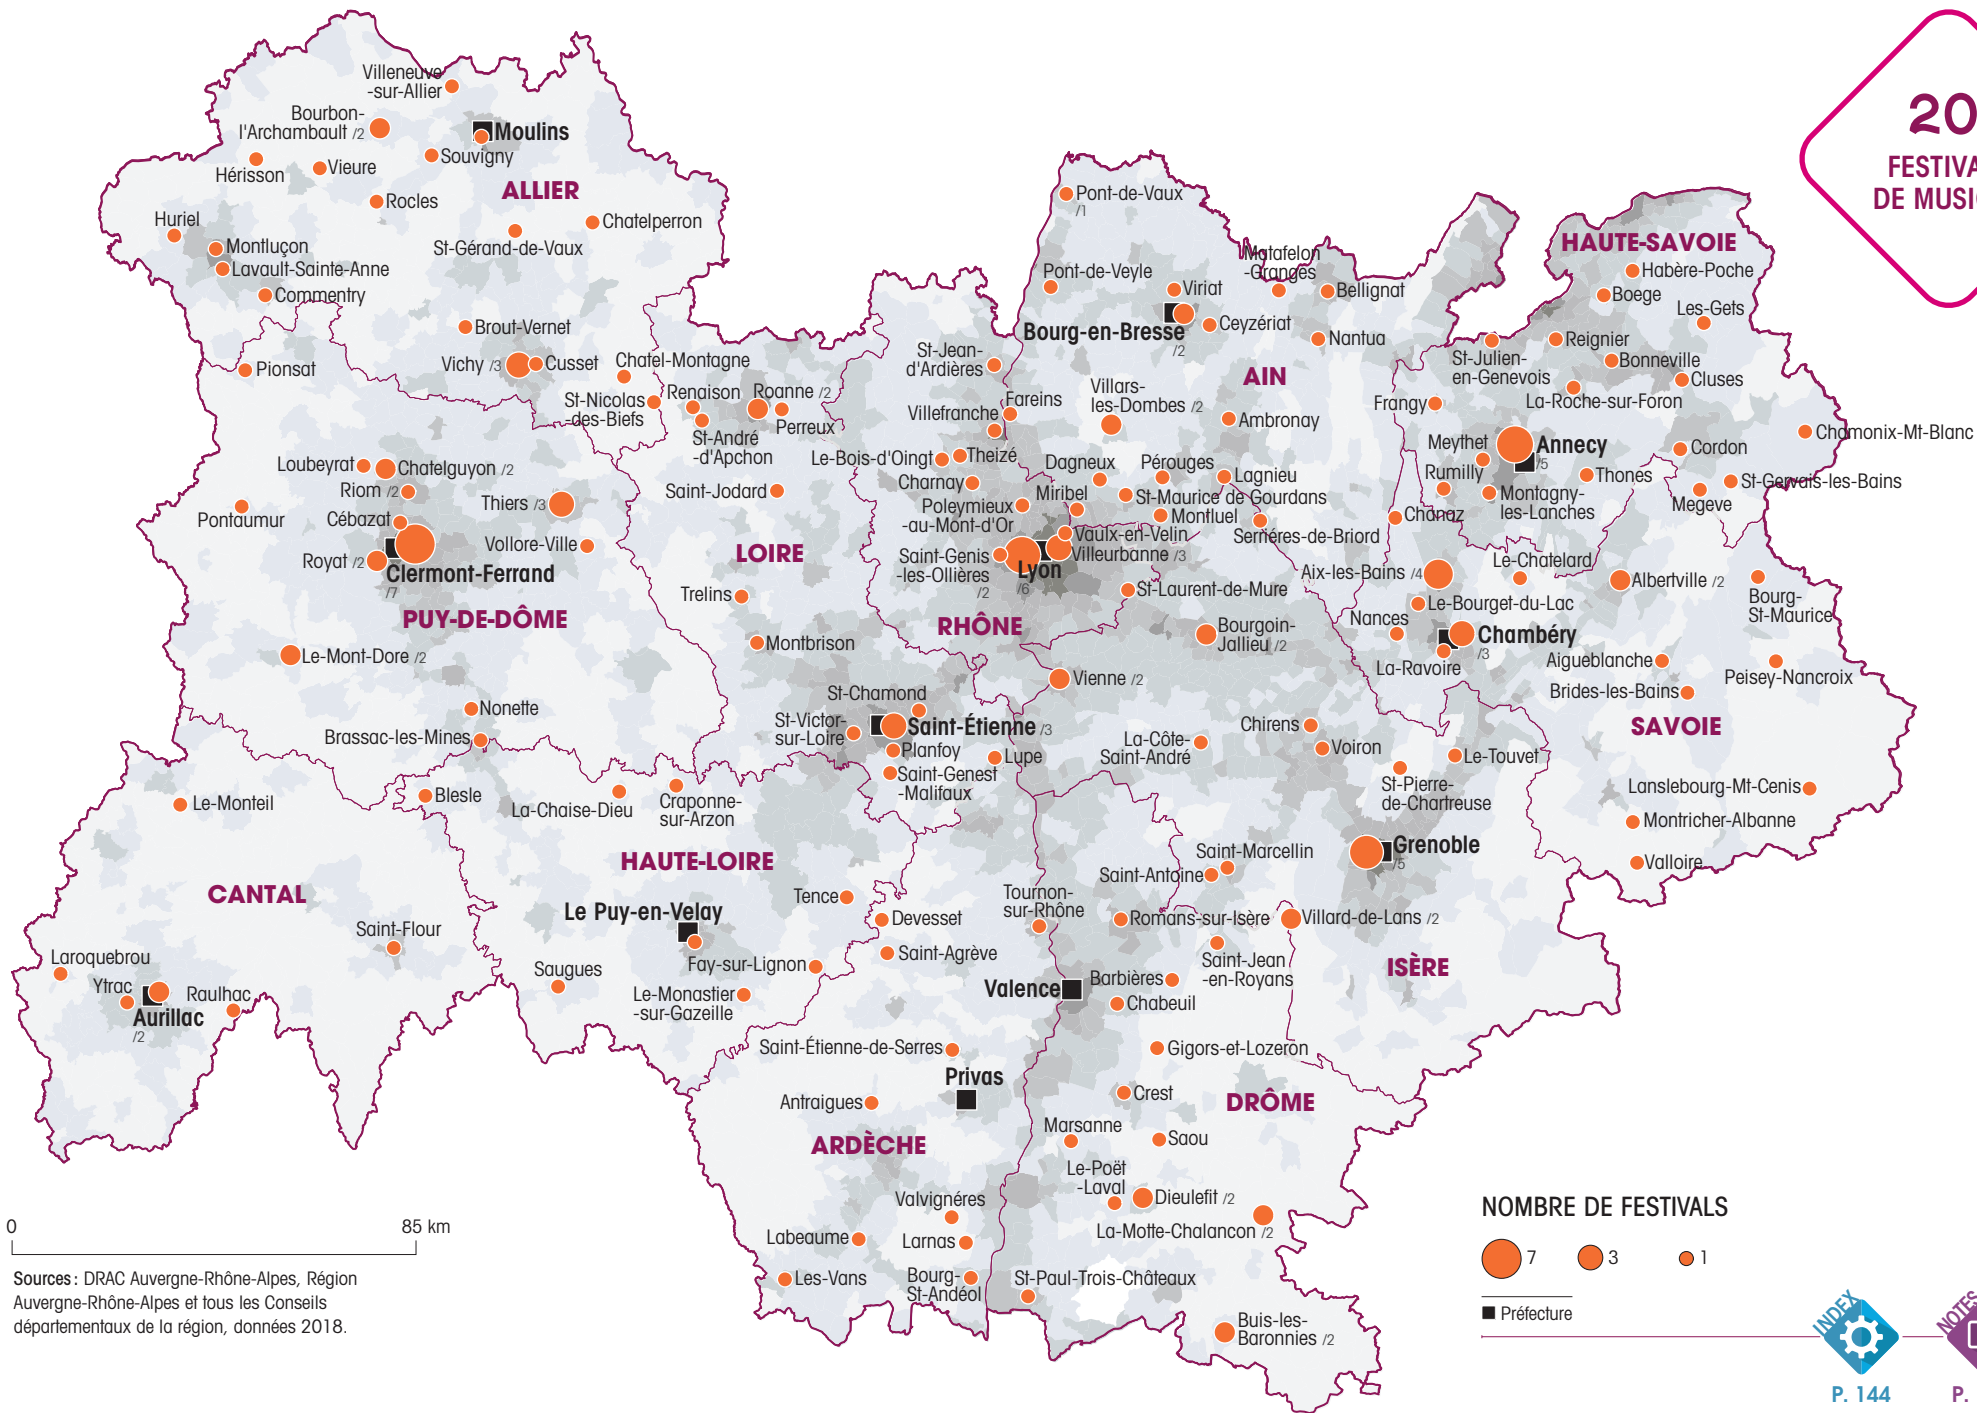 20
FESTIVA
DE MUSI
Villeneuve
-sur-Allier
Bourbon-
l'Archambault /2
Moulins
Souvigny
Hérisson
Vieure
ALLIER
Rocles
Huriel
Chatelperron
Montluçon
St-Gérand-de-Vaux
Lavault-Sainte-Anne
Commentry
Brout-Vernet
Vichy /3
Cusset
Chatel-Montagne
St-Nicolas
-des-Biefs
Pionsat
Loubeyrat
Chatelguyon /2
Riom /2
Thiers /3
Pontaumur
Cébazat
Vollore-Ville
Royat /2
Clermont-Ferrand
/7
PUY-DE-DÔME
Le-Mont-Dore /2
Nonette
Brassac-les-Mines
Renaison
Roanne /2
Perreux
St-André
-d'Apchon
Saint-Jodard
LOIRE
Trelins
Montbrison
St-Chamond
St-Victor-
sur-Loire
Saint-Étienne /3
Planfoy
Lupe
Saint-Genest
-Malifaux
St-Jean-
d'Ardières
Villefranche
Le-Bois-d'Oingt
Theizé
Charnay
Poleymieux
-au-Mont-d'Or
Saint-Genis
-les-Ollières
/2
Lyon
/6
Vaulx-en-Velin
Villeurbanne /3
St-Laurent-de-Mure
RHÔNE
Pont-de-Vaux
/1
Pont-de-Veyle
Matafelon
-Granges
Viriat
Bellignat
Bourg-en-Bresse
/2
Ceyzériat
Nantua
AIN
Fareins
Villars-
les-Dombes /2
Ambronay
Dagneux
Pérouges
Lagnieu
Miribel
St-Maurice de Gourdans
Montluel
Serrières-de-Briord
HAUTE-SAVOIE
Habère-Poche
Boege
Les-Gets
St-Julien-
en-Genevois
Reignier
Bonneville
Cluses
La-Roche-sur-Foron
Frangy
Chamonix-Mt-Blanc
Meythet
Annecy
/5
Cordon
Rumilly
Thones
St-Gervais-les-Bains
Montagny-
les-Lanches
Megeve
Chanaz
Le-Chatelard
Aix-les-Bains /4
Albertville /2
Bourg-
St-Maurice
Le-Bourget-du-Lac
Nances
Chambéry
/3
La-Ravoire
Aigueblanche
Peisey-Nancroix
Brides-les-Bains
SAVOIE
Lanslebourg-Mt-Cenis
Montricher-Albanne
Valloire
Bourgoin-
Jallieu /2
Vienne /2
Chirens
La-Côte-
Saint-André
Voiron
Le-Touvet
St-Pierre-
de-Chartreuse
Grenoble
/5
Saint-Marcellin
Saint-Antoine
Villard-de-Lans /2
ISÈRE
Le-Monteil
CANTAL
Saint-Flour
Laroquebrou
Ytrac
Raulhac
Aurillac
/2
Blesle
La-Chaise-Dieu
Craponne-
sur-Arzon
HAUTE-LOIRE
Tence
Le Puy-en-Velay
Saugues
Fay-sur-Lignon
Le-Monastier
-sur-Gazeille
Devesset
Saint-Agrève
Tournon-
sur-Rhône
Saint-Étienne-de-Serres
Privas
Antraigues
ARDÈCHE
Valvignéres
Labeaume
Larnas
Les-Vans
Bourg-
St-Andéol
Romans-sur-Isère
Saint-Jean
-en-Royans
Valence
Barbières
Chabeuil
Gigors-et-Lozeron
Crest
DRÔME
Marsanne
Saou
Le-Poët
-Laval
Dieulefit /2
La-Motte-Chalancon /2
St-Paul-Trois-Châteaux
Buis-les-
Baronnies /2
0 85 km
Sources : DRAC Auvergne-Rhône-Alpes, Région
Auvergne-Rhône-Alpes et tous les Conseils
départementaux de la région, données 2018.
NOMBRE DE FESTIVALS
7 3 1
Préfecture
INDEX
P. 144
NOTES
P.